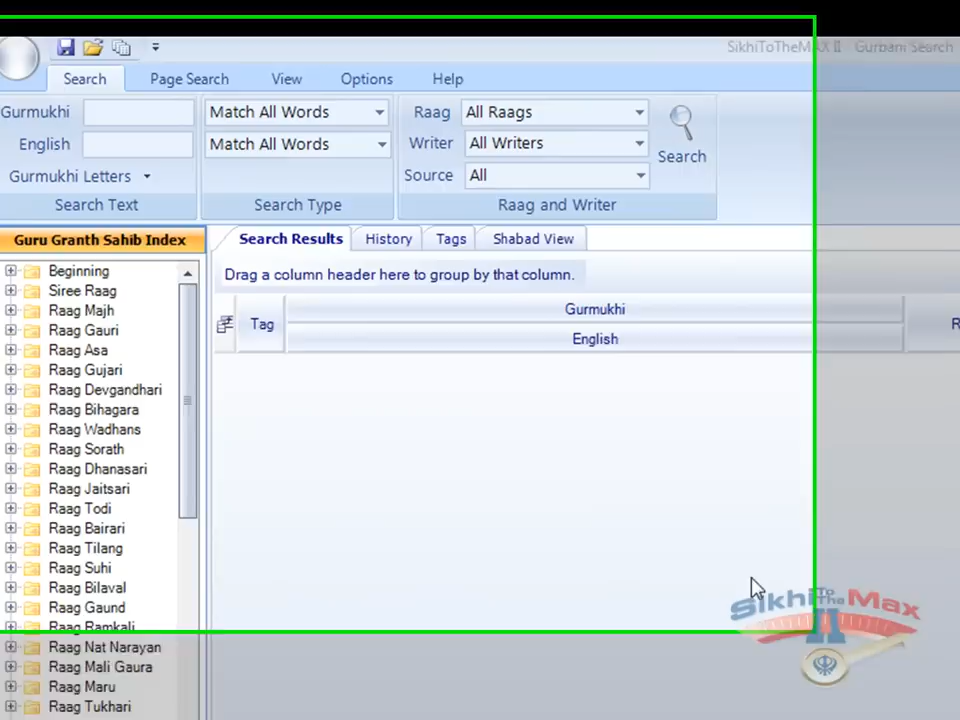 SikhiToTheMAX II - Gurbani Search
Search Page Search View Options Help
Gurmukhi Match All Words Raag All Raags
English Match All Words Writer All Writers Search
Gurmukhi Letters Source All
Search Text Search Type Raag and Writer
Guru Granth Sahib Index Search Results History Tags Shabad View
Drag a column header here to group by that column.
Tag Gurmukhi
English
Beginning
Siree Raag
Raag Majh
Raag Gauri
Raag Asa
Raag Gujari
Raag Devgandhari
Raag Bihagara
Raag Wadhans
Raag Sorath
Raag Dhanasari
Raag Jaitsari
Raag Todi
Raag Bairari
Raag Tilang
Raag Suhi
Raag Bilaval
Raag Gaund
Raag Ramkali
Raag Nat Narayan
Raag Mali Gaura
Raag Maru
Raag Tukhari
Sikhi To The Max
II